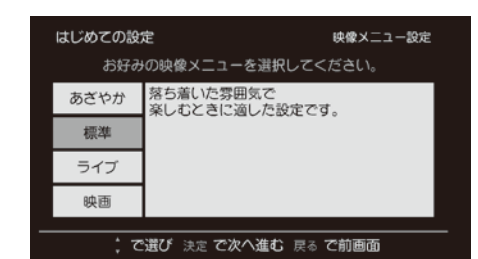 はじめての設定 映像メニュー設定
お好みの映像メニューを選択してください。
あざやか
標準
ライブ
映画
落ち着いた雰囲気で
楽しむときに適した設定です。
で選び 決定 で次へ進む 戻る で前画面